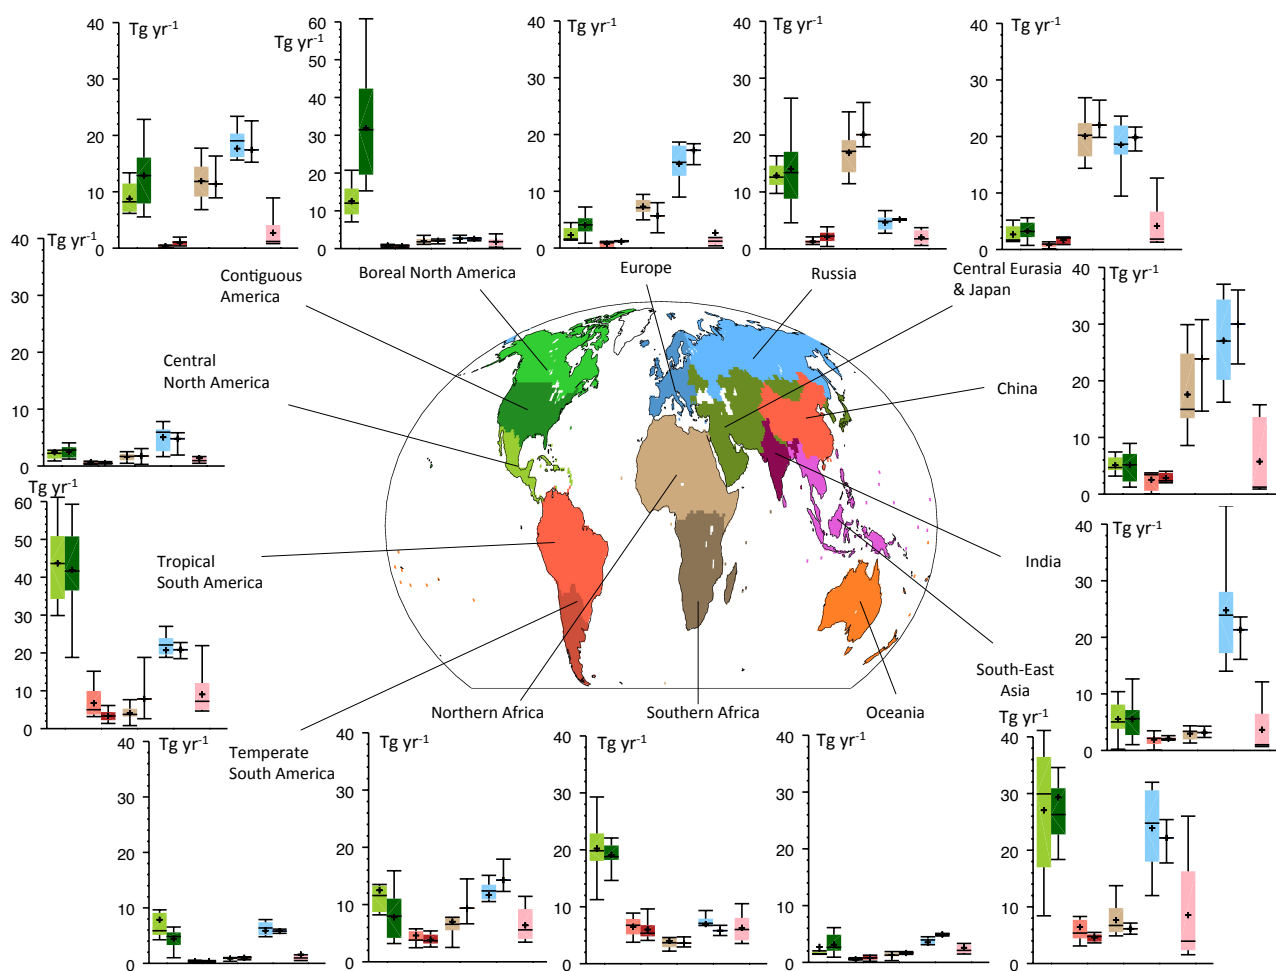 Tg yr-1
40
30
20
10
0
Tg yr-1
60
50
40
30
20
10
0
Tg yr-1
40
30
20
10
0
Tg yr-1
40
30
20
10
0
Tg yr-1
40
30
20
10
0
Tg yr-1
40
30
20
10
0
Contiguous
America
Boreal North America
Europe
Russia
Central Eurasia
& Japan
Tg yr-1
40
30
20
10
0
Central
North America
China
Tg yr-1
60
50
40
30
20
10
0
Tropical
South America
India
Tg yr-1
40
30
20
10
0
South-East
Asia
Northern Africa
Southern Africa
Oceania
Temperate
South America
Tg yr-1
40
30
20
10
0
Tg yr-1
40
30
20
10
0
Tg yr-1
40
30
20
10
0
Tg yr-1
40
30
20
10
0
Tg yr-1
40
30
20
10
0